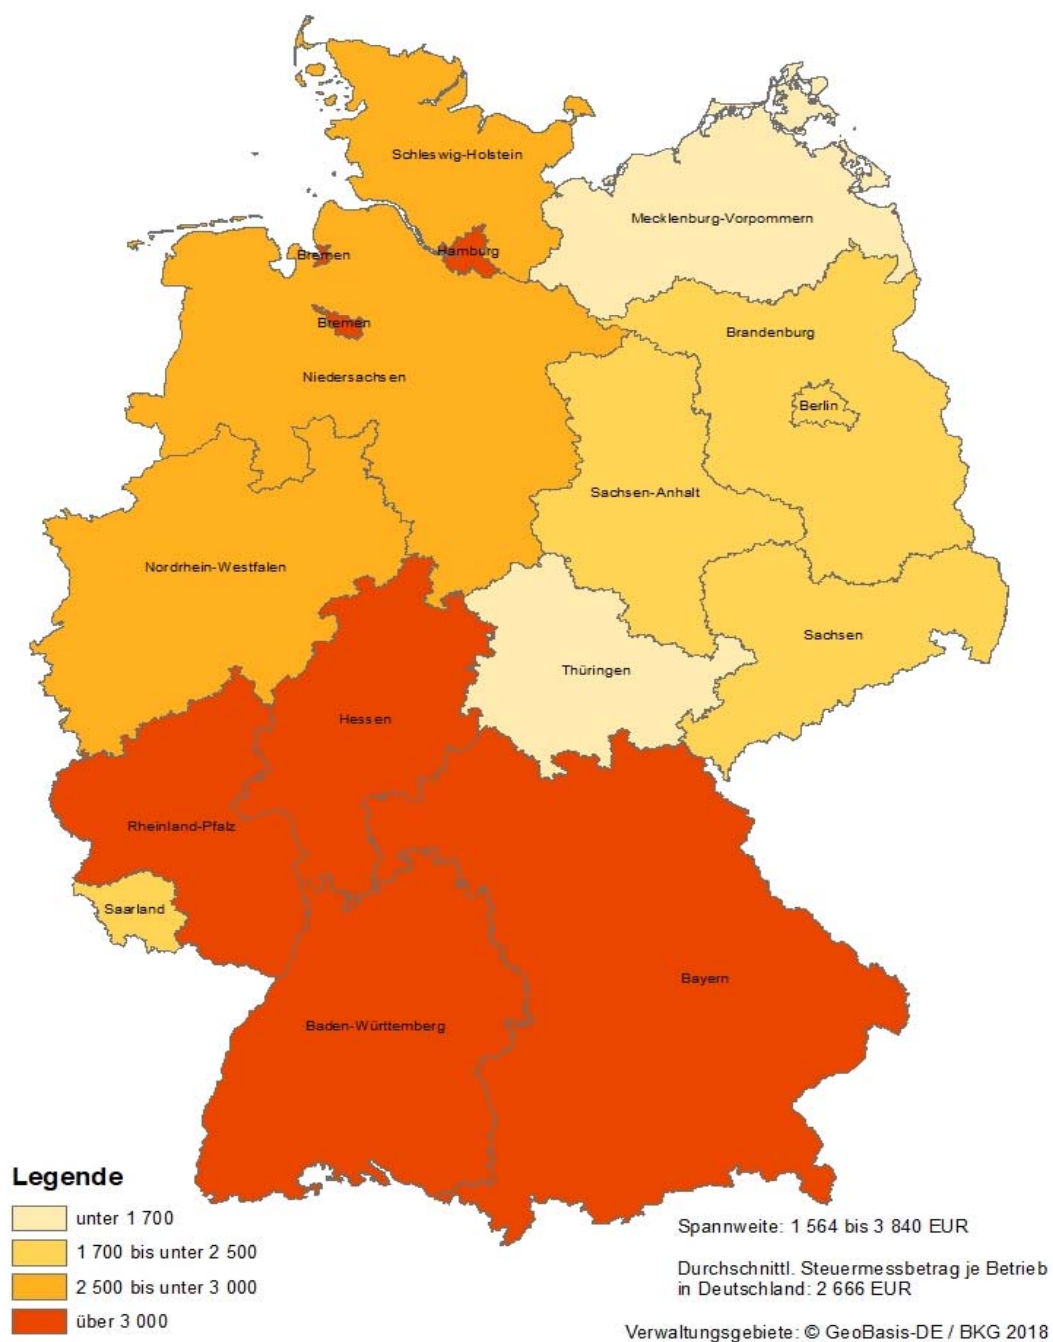 Schleswig-Holstein
Mecklenburg-Vorpommern
Hamburg
Bremen
Bremen
Brandenburg
Niedersachsen
Berlin
Sachsen-Anhalt
Nordrhein-Westfalen
Sachsen
Thüringen
Hessen
Rheinland-Pfalz
Saarland
Bayern
Baden-Württemberg
Legende
unter 1 700
1 700 bis unter 2 500
2 500 bis unter 3 000
über 3 000
Spannweite: 1 564 bis 3 840 EUR
Durchschnittl. Steuermessbetrag je Betrieb
in Deutschland: 2 666 EUR
Verwaltungsgebiete: © GeoBasis-DE / BKG 2018